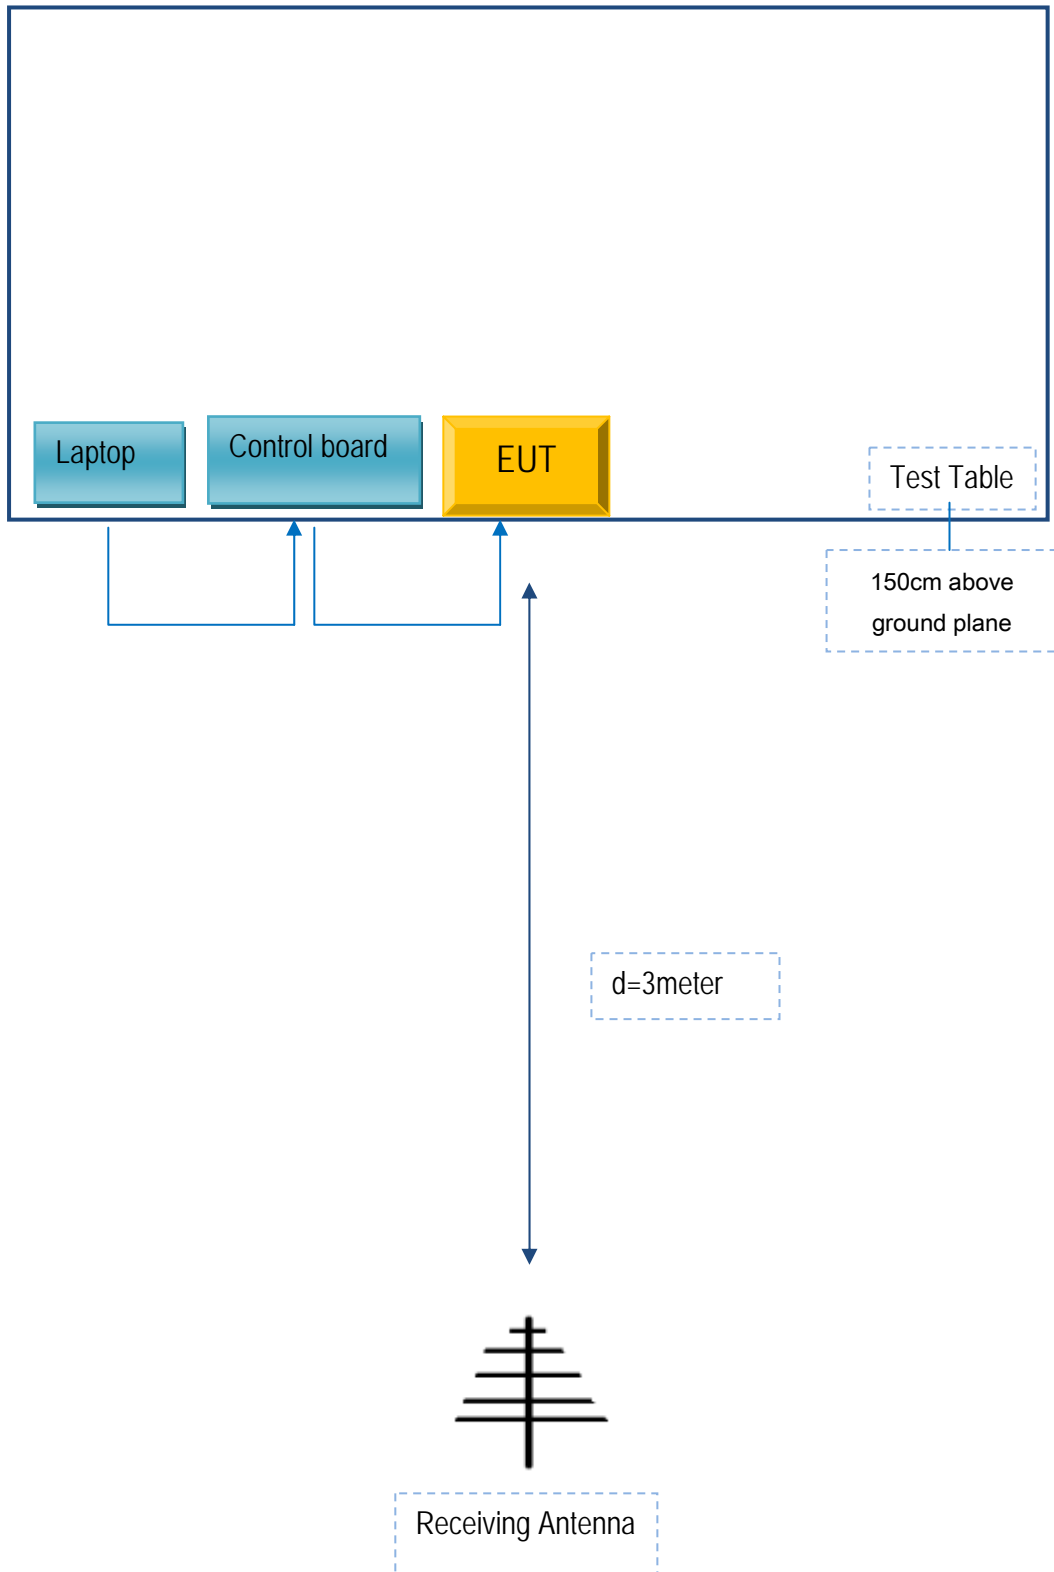 Laptop
Control board
EUT
Test Table
150cm above
ground plane
d=3meter
Receiving Antenna